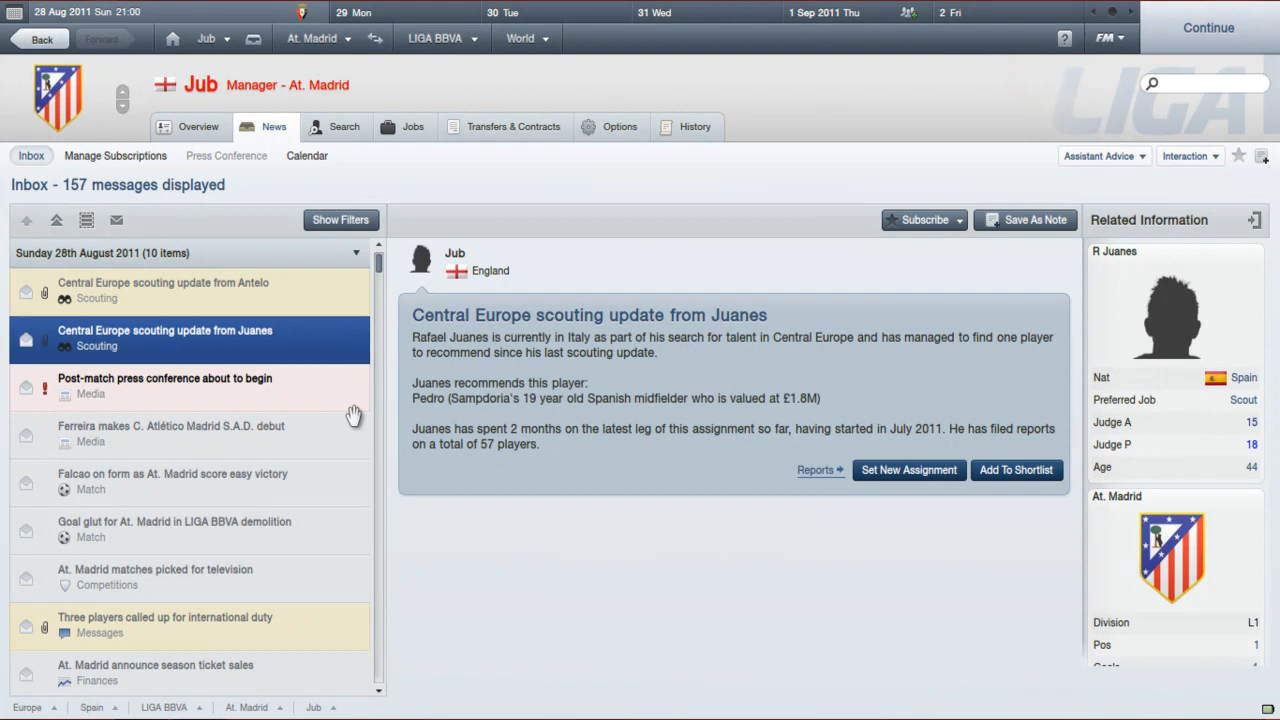 28 Aug 2011 Sun 21:00
29 Mon
30 Tue
31 Wed
1 Sep 2011 Thu
2 Fri
Continue
Back
Forward
Jub
At. Madrid
LIGA BBVA
World
?
FM
Jub Manager - At. Madrid
LIGA
Overview
News
Search
Jobs
Transfers & Contracts
Options
History
Inbox
Manage Subscriptions
Press Conference
Calendar
Assistant Advice
Interaction
Inbox - 157 messages displayed
Show Filters
Subscribe
Save As Note
Related Information
Sunday 28th August 2011 (10 items)
Central Europe scouting update from Antelo
Scouting
Central Europe scouting update from Juanes
Scouting
Post-match press conference about to begin
Media
Ferreira makes C. Atlético Madrid S.A.D. debut
Media
Falcao on form as At. Madrid score easy victory
Match
Goal glut for At. Madrid in LIGA BBVA demolition
Match
At. Madrid matches picked for television
Competitions
Three players called up for international duty
Messages
At. Madrid announce season ticket sales
Finances
Jub
England
Central Europe scouting update from Juanes
Rafael Juanes is currently in Italy as part of his search for talent in Central Europe and has managed to find one player
to recommend since his last scouting update.
Juanes recommends this player:
Pedro (Sampdoria's 19 year old Spanish midfielder who is valued at £1.8M)
Juanes has spent 2 months on the latest leg of this assignment so far, having started in July 2011. He has filed reports
on a total of 57 players.
Reports
Set New Assignment
Add To Shortlist
R Juanes
Nat Spain
Preferred Job Scout
Judge A 15
Judge P 18
Age 44
At. Madrid
Division L1
Pos 1
Europe
Spain
LIGA BBVA
At. Madrid
Jub